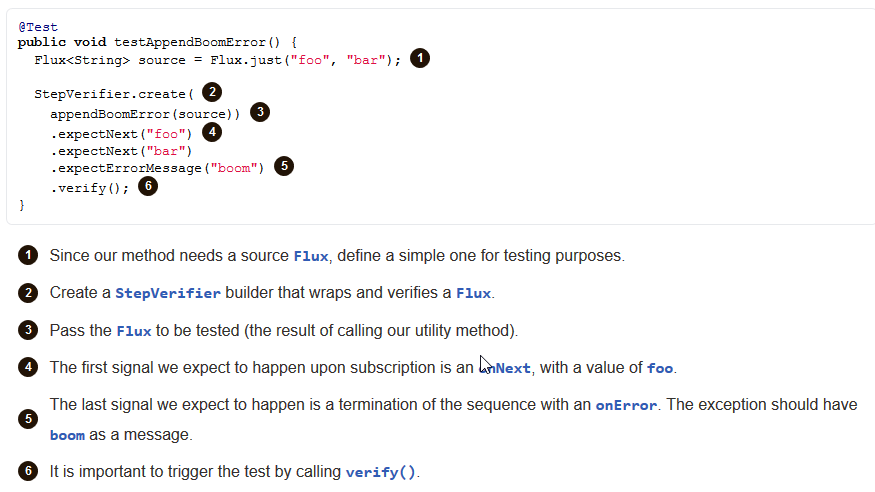 @Test
public void testAppendBoomError() {
  Flux<String> source = Flux.just("foo", "bar"); 1
  StepVerifier.create( 2
    appendBoomError(source)) 3
    .expectNext("foo") 4
    .expectNext("bar")
    .expectErrorMessage("boom") 5
    .verify(); 6
}
1 Since our method needs a source Flux, define a simple one for testing purposes.
2 Create a StepVerifier builder that wraps and verifies a Flux.
3 Pass the Flux to be tested (the result of calling our utility method).
4 The first signal we expect to happen upon subscription is an onNext, with a value of foo.
5 The last signal we expect to happen is a termination of the sequence with an onError. The exception should have
boom as a message.
6 It is important to trigger the test by calling verify().